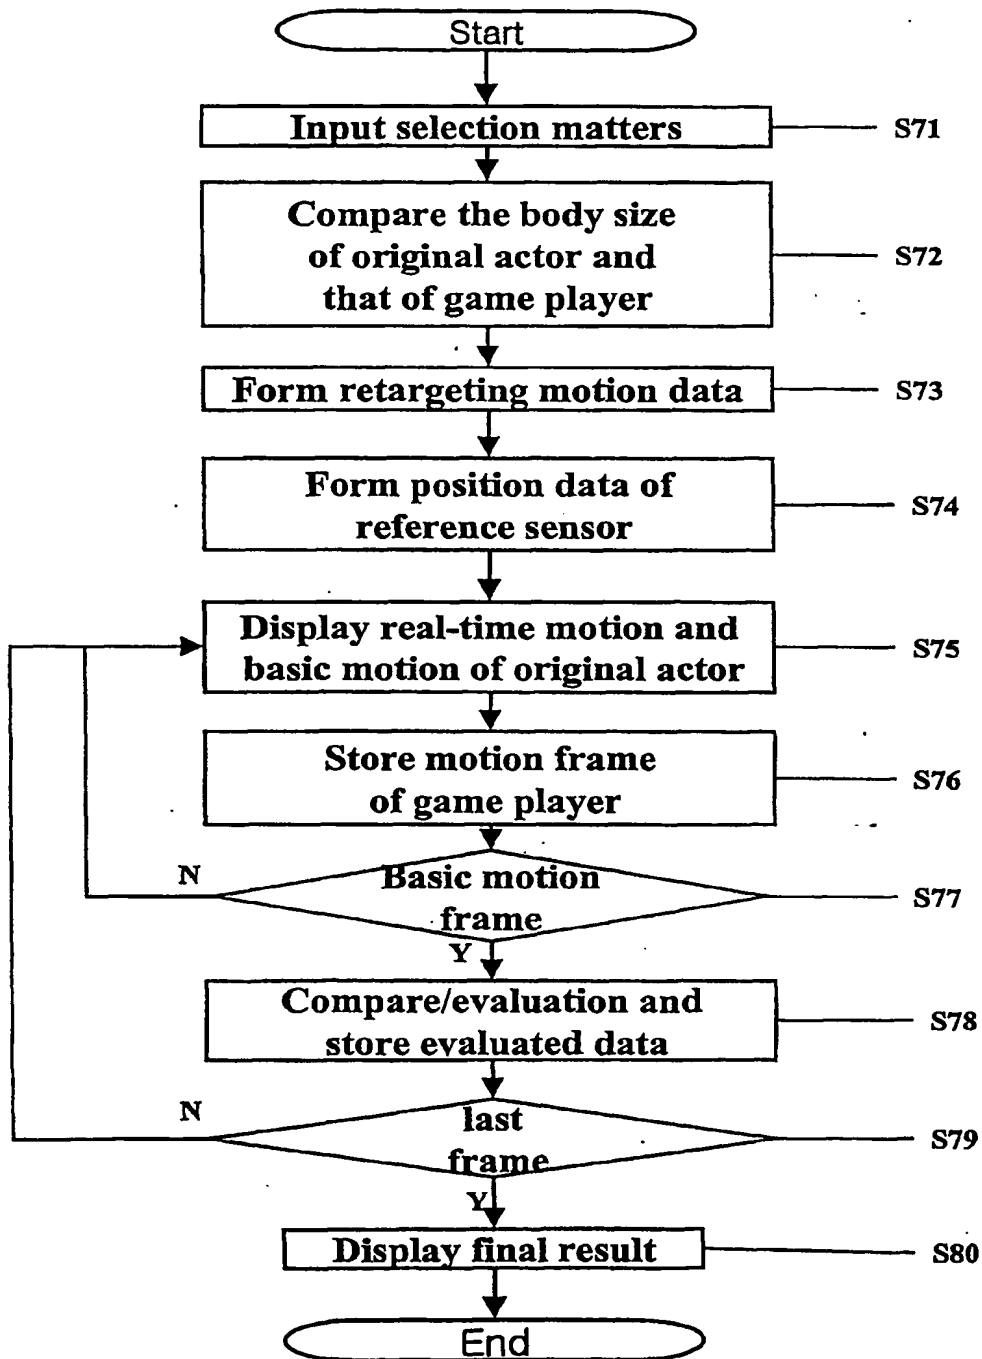 Start
Input selection matters
S71
Compare the body size
of original actor and
that of game player
S72
Form retargeting motion data
S73
Form position data of
reference sensor
S74
Display real-time motion and
basic motion of original actor
S75
Store motion frame
of game player
S76
N
Basic motion
frame
S77
Y
Compare/evaluation and
store evaluated data
S78
N
last
frame
S79
Y
Display final result
S80
End